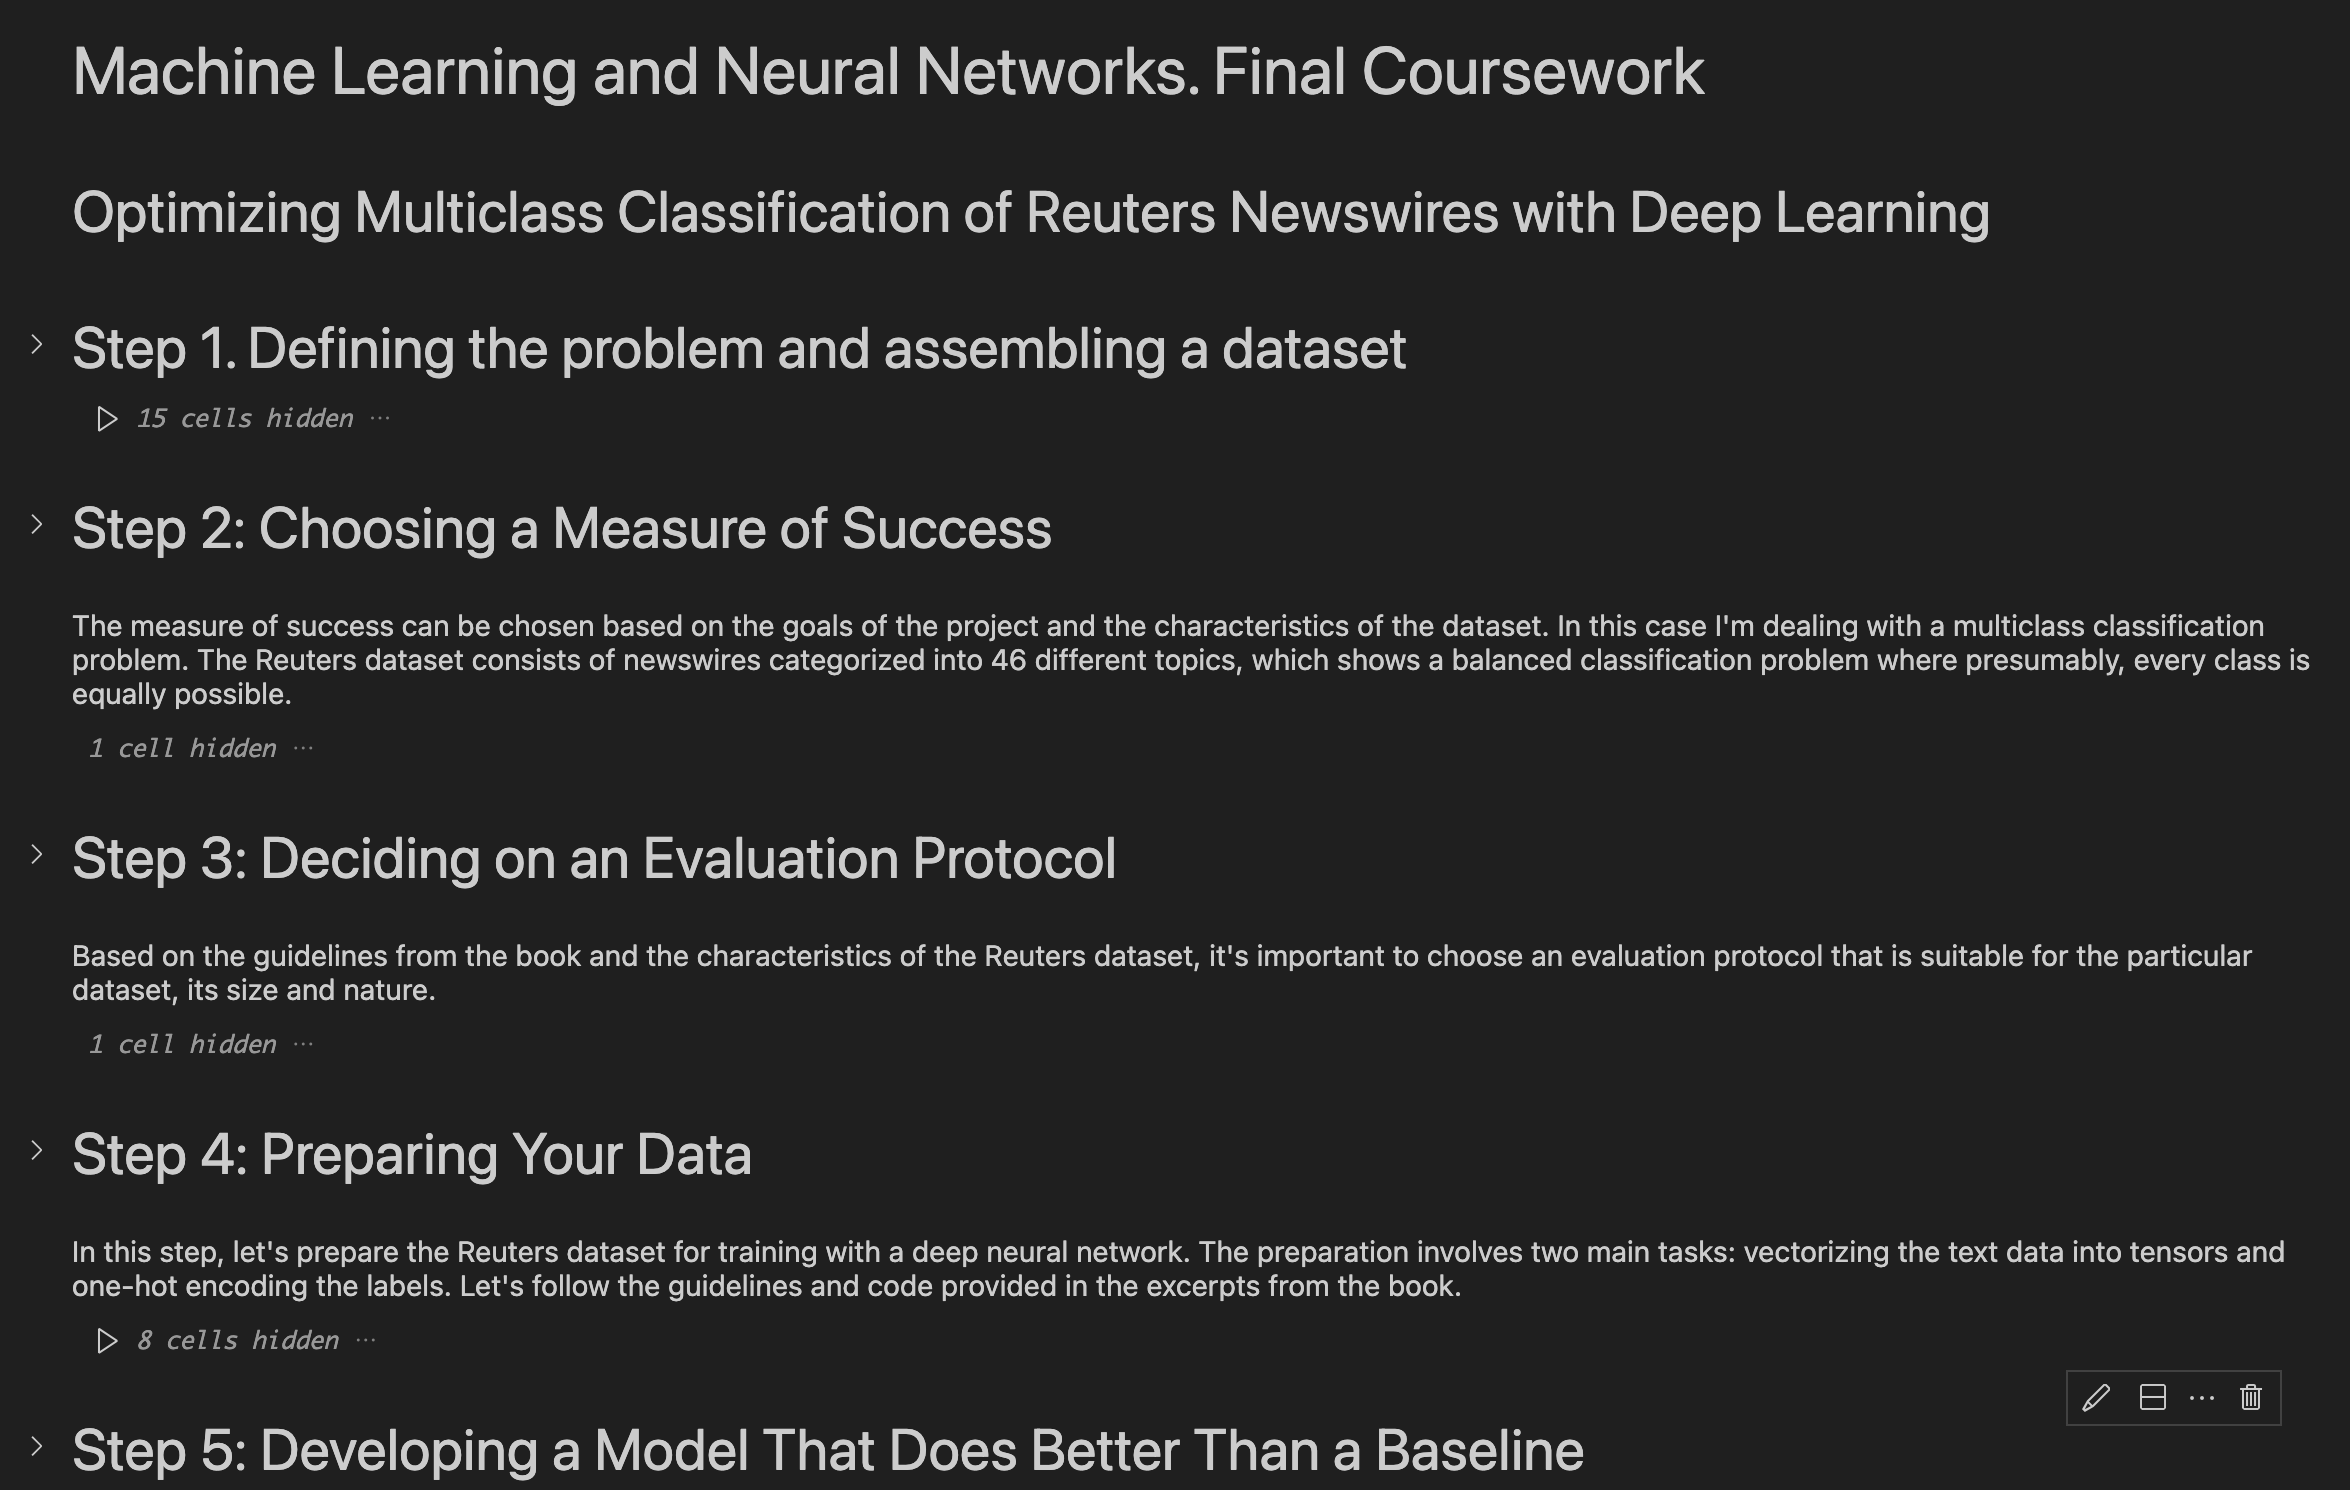 Machine Learning and Neural Networks. Final Coursework
Optimizing Multiclass Classification of Reuters Newswires with Deep Learning
Step 1. Defining the problem and assembling a dataset
15 cells hidden ···
Step 2: Choosing a Measure of Success
The measure of success can be chosen based on the goals of the project and the characteristics of the dataset. In this case I'm dealing with a multiclass classification
problem. The Reuters dataset consists of newswires categorized into 46 different topics, which shows a balanced classification problem where presumably, every class is
equally possible.
1 cell hidden ···
Step 3: Deciding on an Evaluation Protocol
Based on the guidelines from the book and the characteristics of the Reuters dataset, it's important to choose an evaluation protocol that is suitable for the particular
dataset, its size and nature.
1 cell hidden ···
Step 4: Preparing Your Data
In this step, let's prepare the Reuters dataset for training with a deep neural network. The preparation involves two main tasks: vectorizing the text data into tensors and
one-hot encoding the labels. Let's follow the guidelines and code provided in the excerpts from the book.
8 cells hidden ···
Step 5: Developing a Model That Does Better Than a Baseline